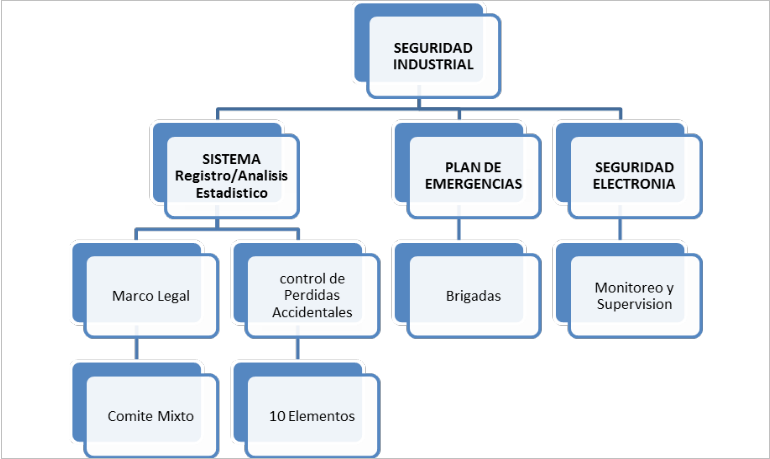 SEGURIDAD
INDUSTRIAL
SISTEMA
Registro/Analisis
Estadistico
PLAN DE
EMERGENCIAS
SEGURIDAD
ELECTRONIA
Marco Legal
control de
Perdidas
Accidentales
Brigadas
Monitoreo y
Supervision
Comite Mixto
10 Elementos